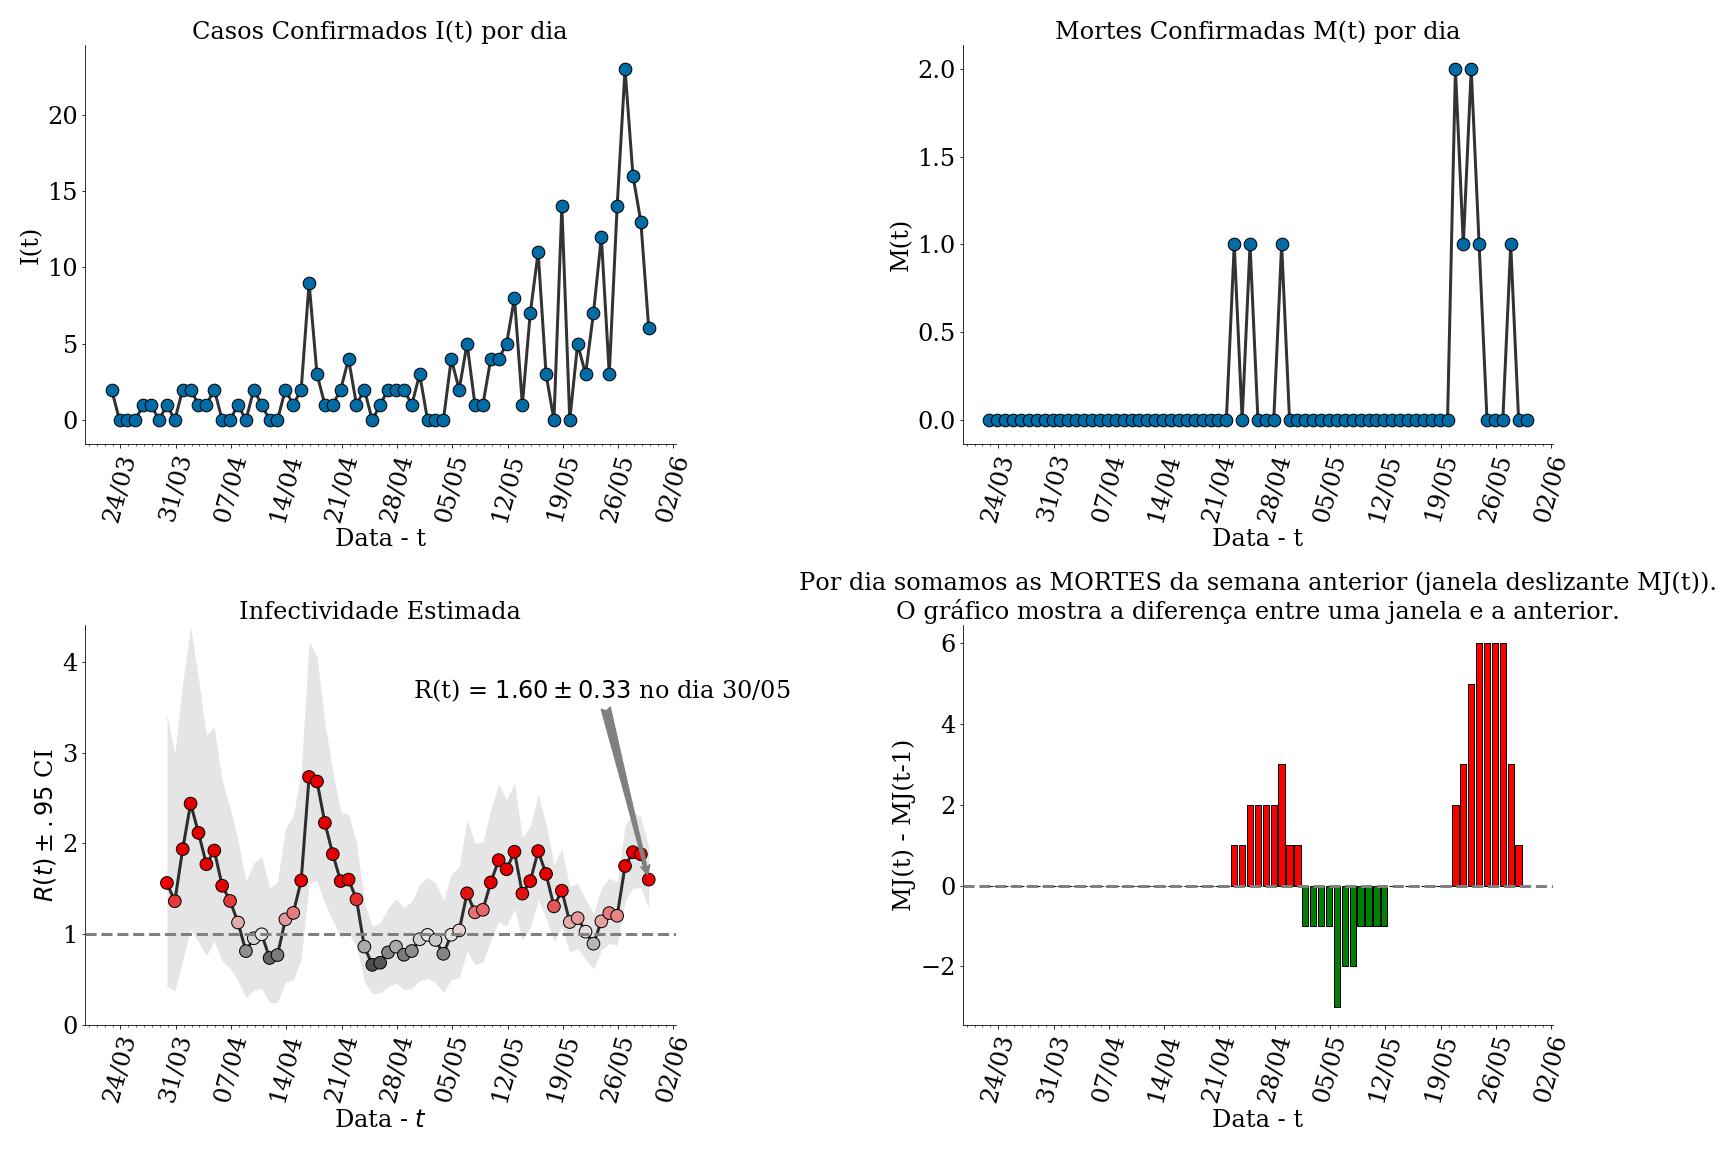 Casos Confirmados I(t) por dia
I(t)
20
15
10
5
0
24/03 31/03 07/04 14/04 21/04 28/04 05/05 12/05 19/05 26/05 02/06
Data - t
Mortes Confirmadas M(t) por dia
M(t)
2.0
1.5
1.0
0.5
0.0
24/03 31/03 07/04 14/04 21/04 28/04 05/05 12/05 19/05 26/05 02/06
Data - t
Infectividade Estimada
R(t) ± .95 CI
4
3
2
1
0
R(t) = 1.60 ± 0.33 no dia 30/05
24/03 31/03 07/04 14/04 21/04 28/04 05/05 12/05 19/05 26/05 02/06
Data - t
Por dia somamos as MORTES da semana anterior (janela deslizante MJ(t)).
O gráfico mostra a diferença entre uma janela e a anterior.
MJ(t) - MJ(t-1)
6
4
2
0
−2
24/03 31/03 07/04 14/04 21/04 28/04 05/05 12/05 19/05 26/05 02/06
Data - t